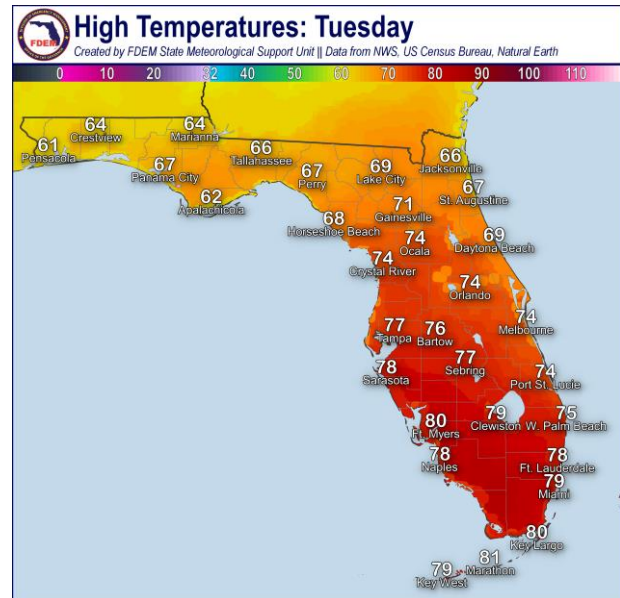 High Temperatures: Tuesday
Created by FDEM State Meteorological Support Unit || Data from NWS, US Census Bureau, Natural Earth
FDEM
0 10 20 32 40 50 60 70 80 90 100 110
64
Crestview
64
Marianna
61
Pensacola
66
Tallahassee
66
Jacksonville
67
Panama City
67
Perry
69
Lake City
67
St. Augustine
62
Apalachicola
71
Gainesville
68
Horseshoe Beach
74
Ocala
69
Daytona Beach
74
Crystal River
74
Orlando
74
Melbourne
77
Tampa
76
Bartow
77
Sebring
78
Sarasota
74
Port St. Lucie
80
Ft. Myers
79
Clewiston
75
W. Palm Beach
78
Naples
78
Ft. Lauderdale
79
Miami
80
Key Largo
81
Marathon
79
Key West